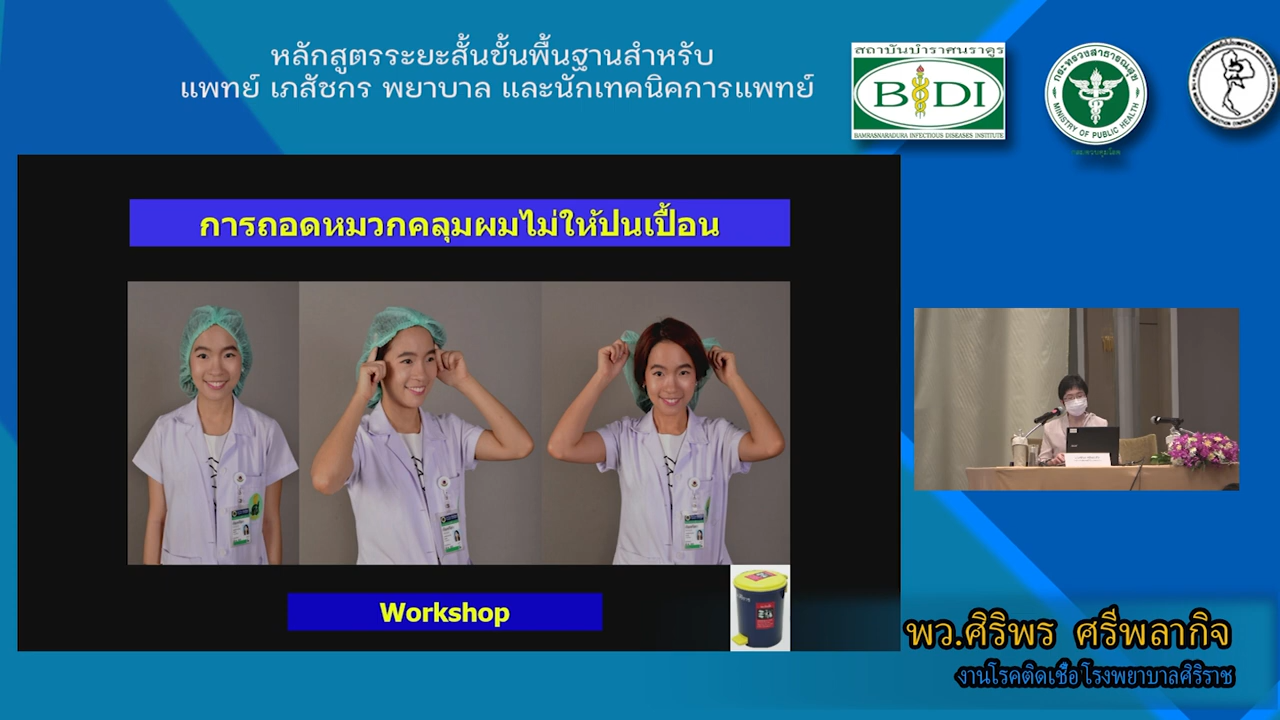 หลักสูตรระยะสั้นขั้นพื้นฐานสำหรับ
แพทย์ เภสัชกร พยาบาล และนักเทคนิคการแพทย์
สถาบันบำราศนราดูร
BIDI
BAMRASNARADURA INFECTIOUS DISEASES INSTITUTE
กระทรวงสาธารณสุข
MINISTRY OF PUBLIC HEALTH
การถอดหมวกคลุมผมไม่ให้ปนเปื้อน
Workshop
พว.ศิริพร ศรีพลากิจ
งานโรคติดเชื้อ โรงพยาบาลศิริราช